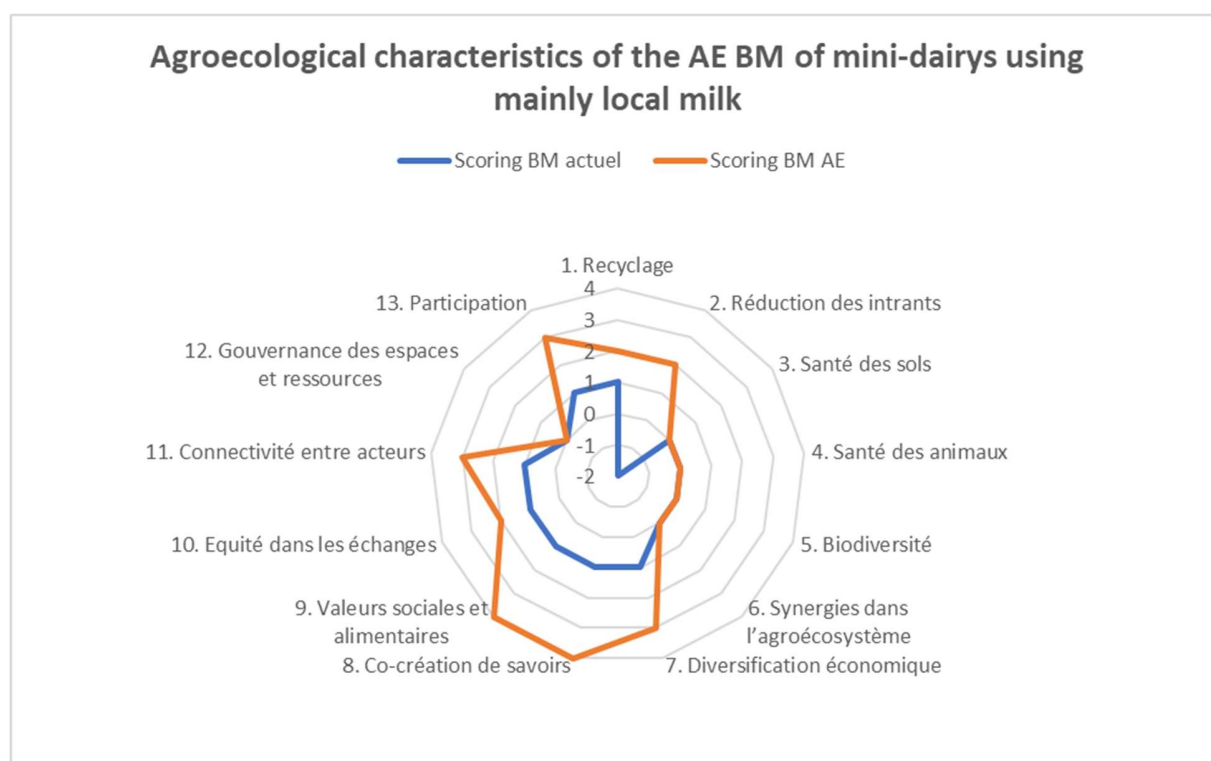 Agroecological characteristics of the AE BM of mini-dairys using
mainly local milk
Scoring BM actuel
Scoring BM AE
1. Recyclage
2. Réduction des intrants
3. Santé des sols
4. Santé des animaux
5. Biodiversité
6. Synergies dans
l’agroécosystème
7. Diversification économique
8. Co-création de savoirs
9. Valeurs sociales et
alimentaires
10. Equité dans les échanges
11. Connectivité entre acteurs
12. Gouvernance des espaces
et ressources
13. Participation
4
3
2
1
0
-1
-2